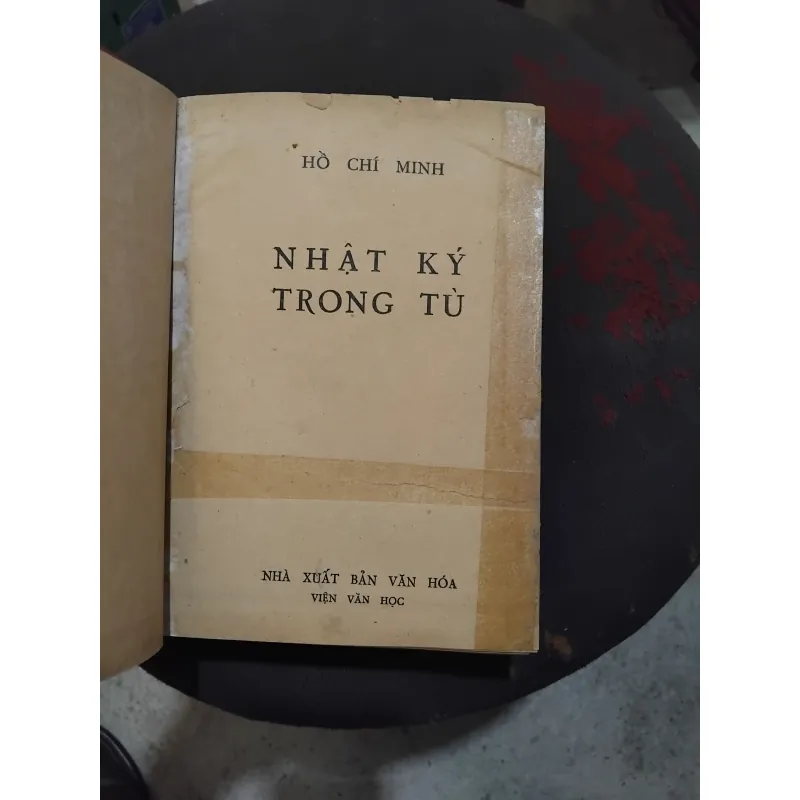 HỒ CHÍ MINH
NHẬT KÝ
TRONG TÙ
NHÀ XUẤT BẢN VĂN HÓA
VIỆN VĂN HỌC